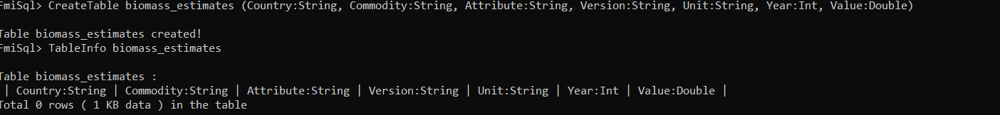 FmiSql> CreateTable biomass_estimates (Country:String, Commodity:String, Attribute:String, Version:String, Unit:String, Year:Int, Value:Double)
Table biomass_estimates created!
FmiSql> TableInfo biomass_estimates
Table biomass_estimates :
| Country:String | Commodity:String | Attribute:String | Version:String | Unit:String | Year:Int | Value:Double |
Total 0 rows ( 1 KB data ) in the table